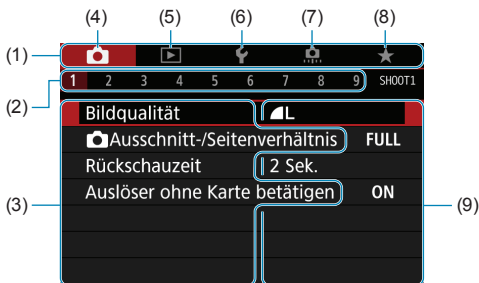 (4) (5) (6) (7) (8)
(1)
(2) 1 2 3 4 5 6 7 8 9 SHOOT1
Bildqualität L
Ausschnitt-/Seitenverhältnis FULL
Rückschauzeit 2 Sek.
(3) Auslöser ohne Karte betätigen ON (9)